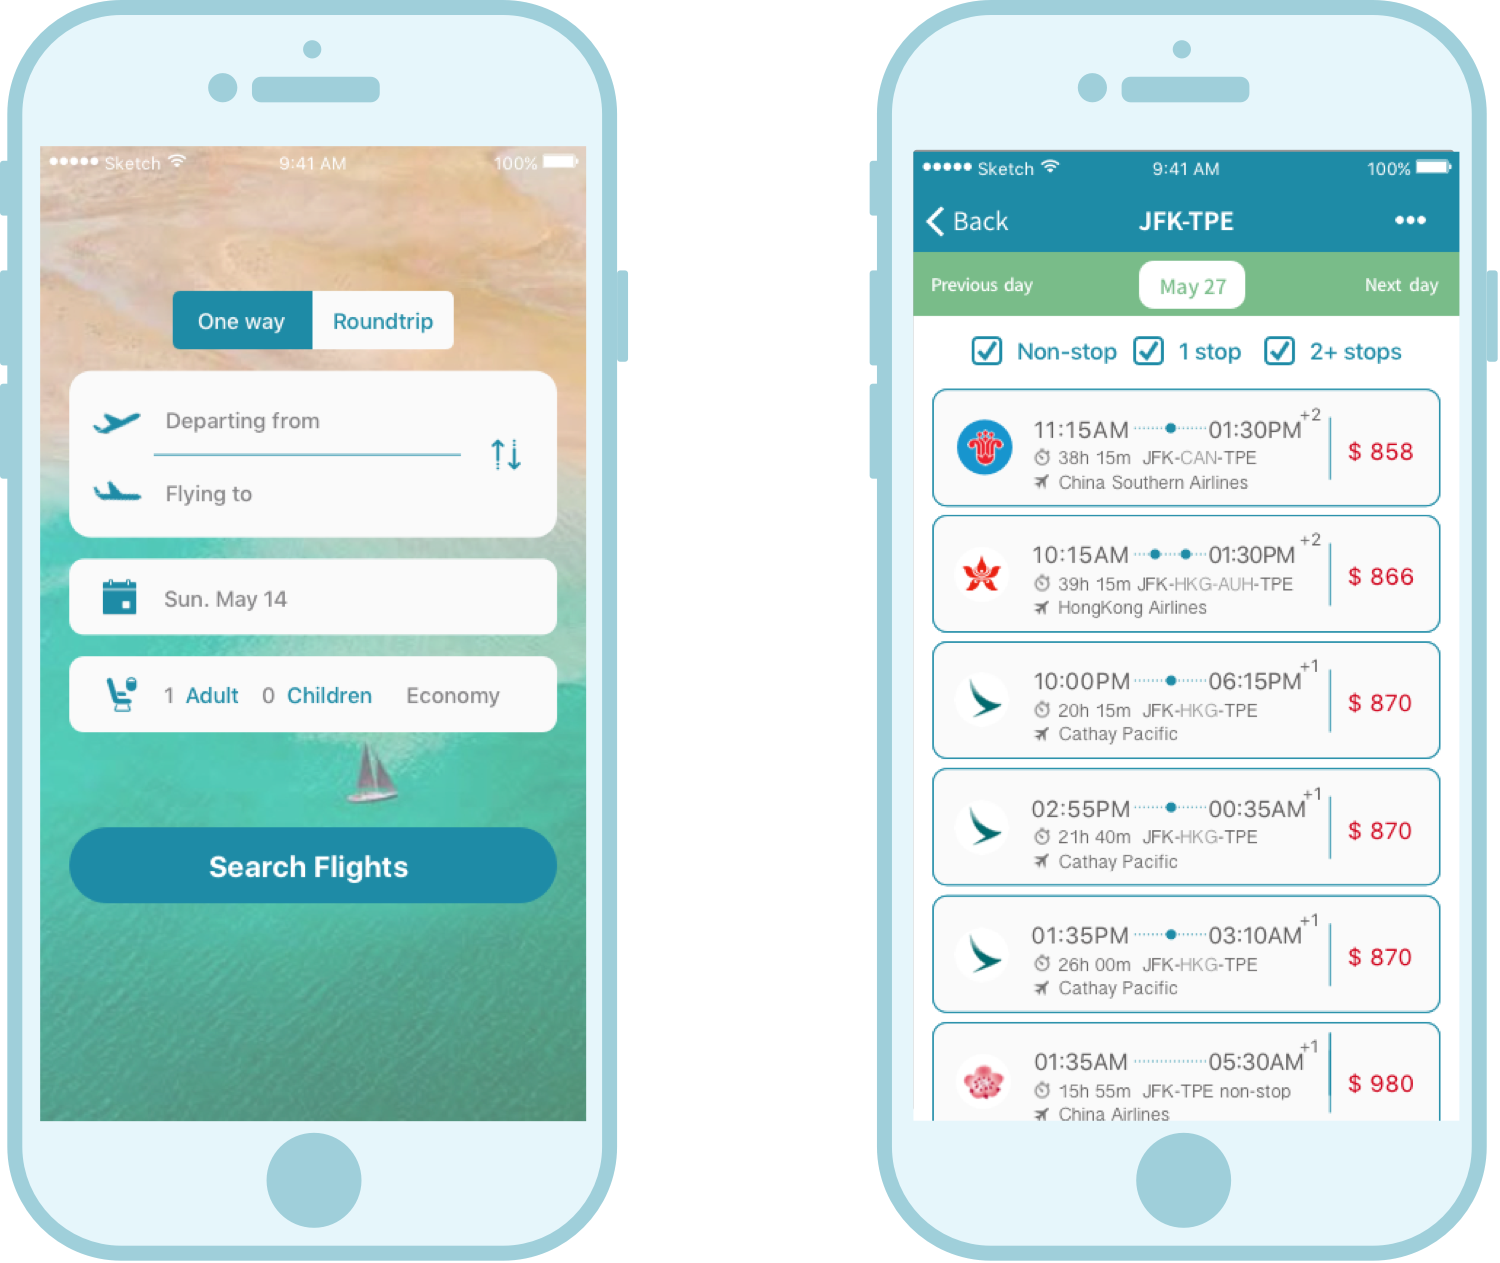 Sketch 9:41 AM 100%
One way Roundtrip
Departing from
Flying to
Sun. May 14
1 Adult 0 Children Economy
Search Flights
Sketch 9:41 AM 100%
Back JFK-TPE •••
Previous day May 27 Next day
Non-stop 1 stop 2+ stops
11:15AM 01:30PM +2
38h 15m JFK-CAN-TPE
China Southern Airlines
$ 858
10:15AM 01:30PM +2
39h 15m JFK-HKG-AUH-TPE
HongKong Airlines
$ 866
10:00PM 06:15PM +1
20h 15m JFK-HKG-TPE
Cathay Pacific
$ 870
02:55PM 00:35AM +1
21h 40m JFK-HKG-TPE
Cathay Pacific
$ 870
01:35PM 03:10AM +1
26h 00m JFK-HKG-TPE
Cathay Pacific
$ 870
01:35AM 05:30AM +1
15h 55m JFK-TPE non-stop
China Airlines
$ 980